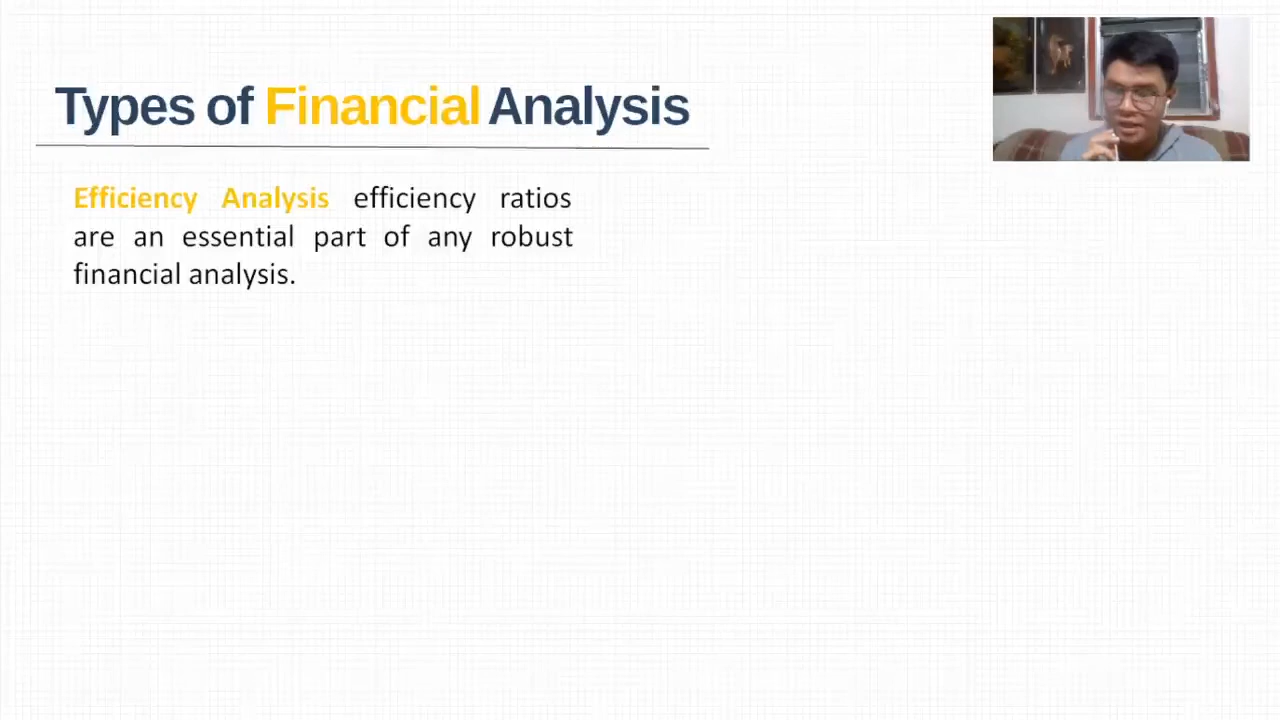 Types of Financial Analysis
Efficiency Analysis efficiency ratios
are an essential part of any robust
financial analysis.